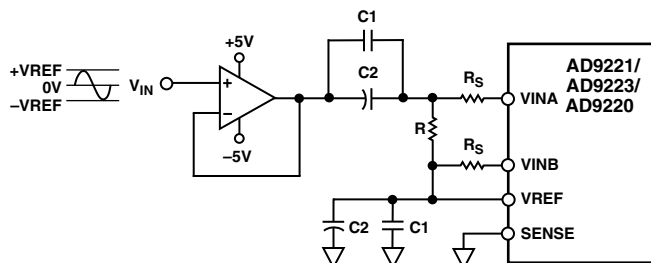 C1
+5V
+VREF
0V
–VREF
VIN
+
–
–5V
C2
RS
R
RS
C2
C1
AD9221/
AD9223/
AD9220
VINA
VINB
VREF
SENSE